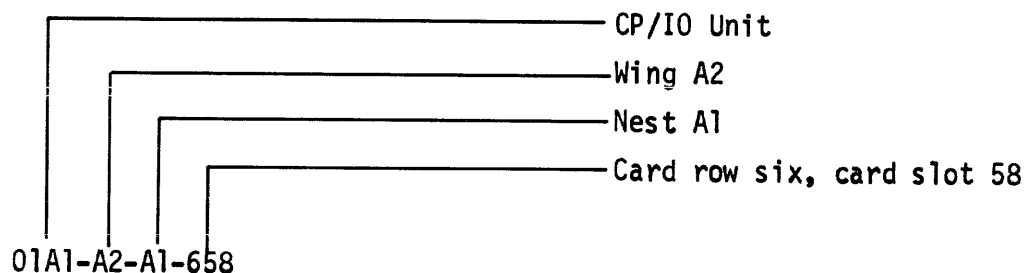 CP/IO Unit
Wing A2
Nest A1
Card row six, card slot 58
01A1-A2-A1-658